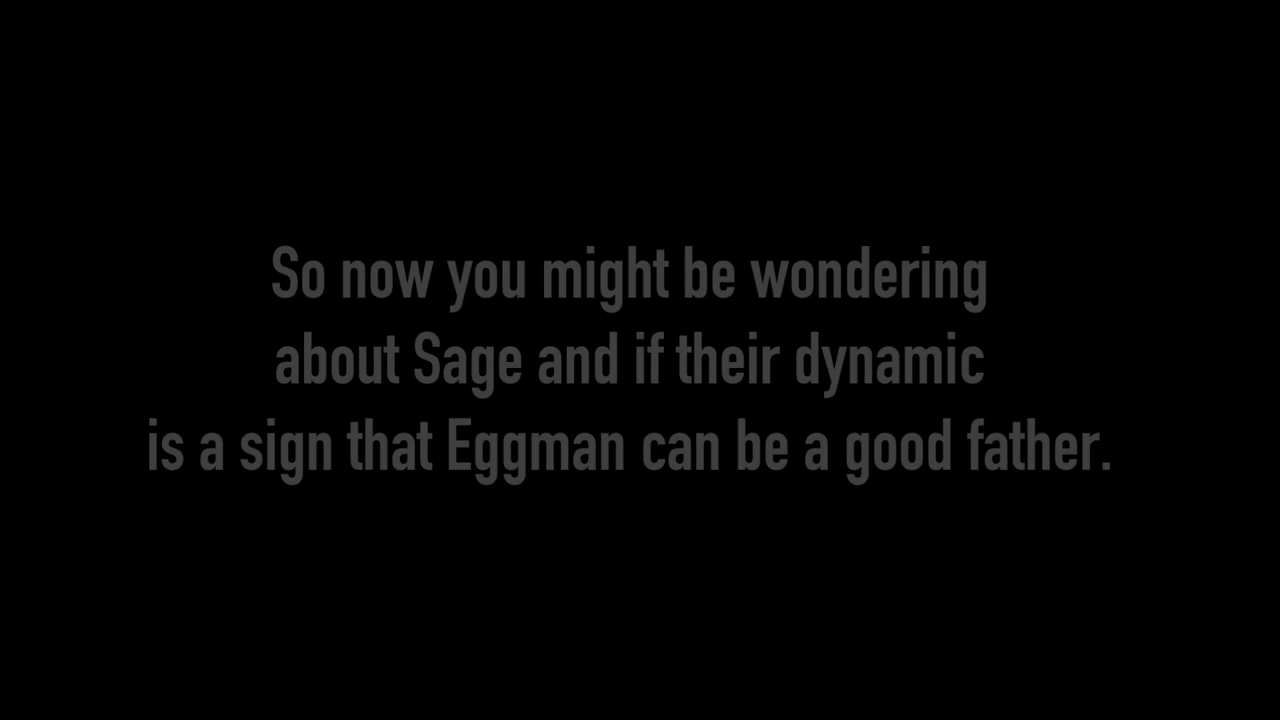 So now you might be wondering
about Sage and if their dynamic
is a sign that Eggman can be a good father.